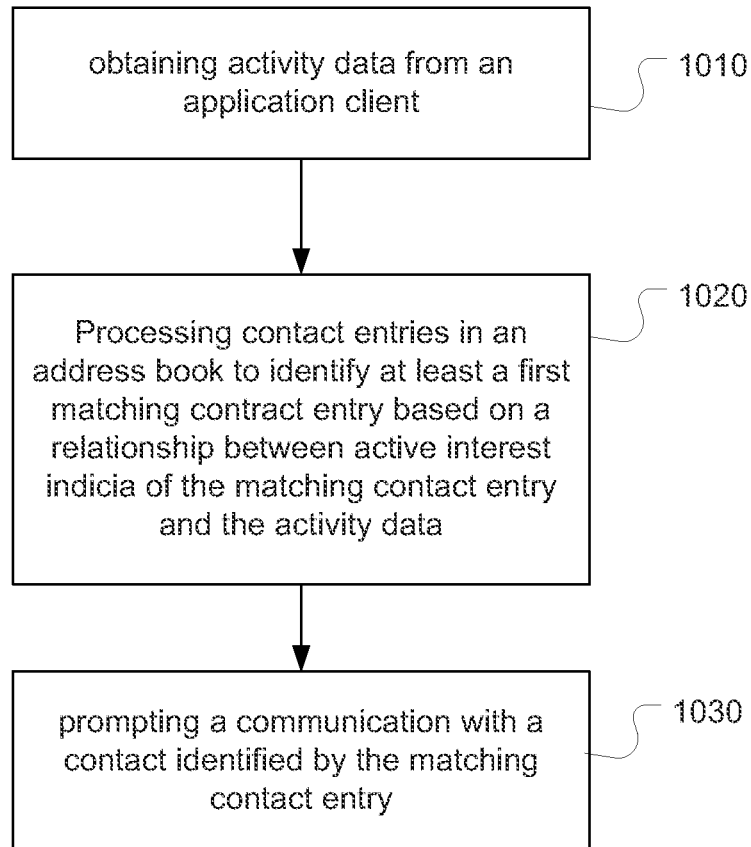 obtaining activity data from an
application client
1010
Processing contact entries in an
address book to identify at least a first
matching contract entry based on a
relationship between active interest
indicia of the matching contact entry
and the activity data
1020
prompting a communication with a
contact identified by the matching
contact entry
1030